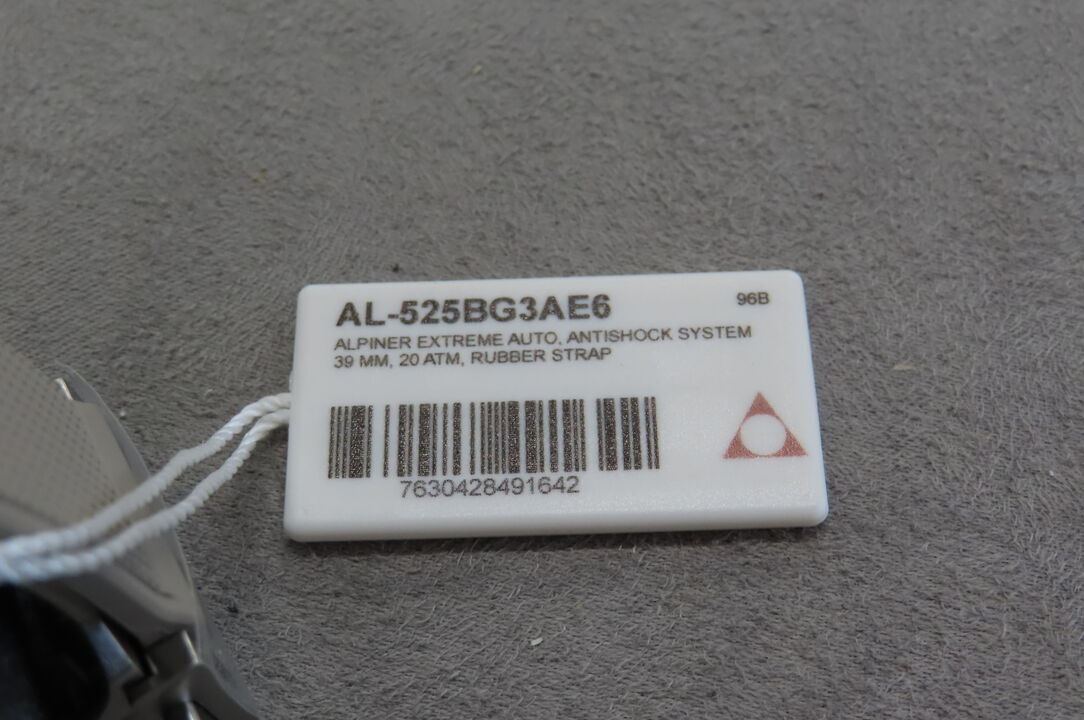 AL-525BG3AE6
96B
ALPINER EXTREME AUTO, ANTISHOCK SYSTEM
39 MM, 20 ATM, RUBBER STRAP
7630428491642